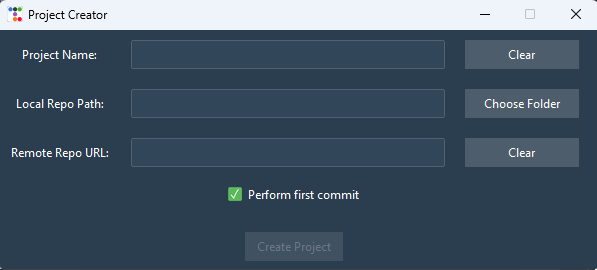 Project Creator
Project Name: Clear
Local Repo Path: Choose Folder
Remote Repo URL: Clear
Perform first commit
Create Project